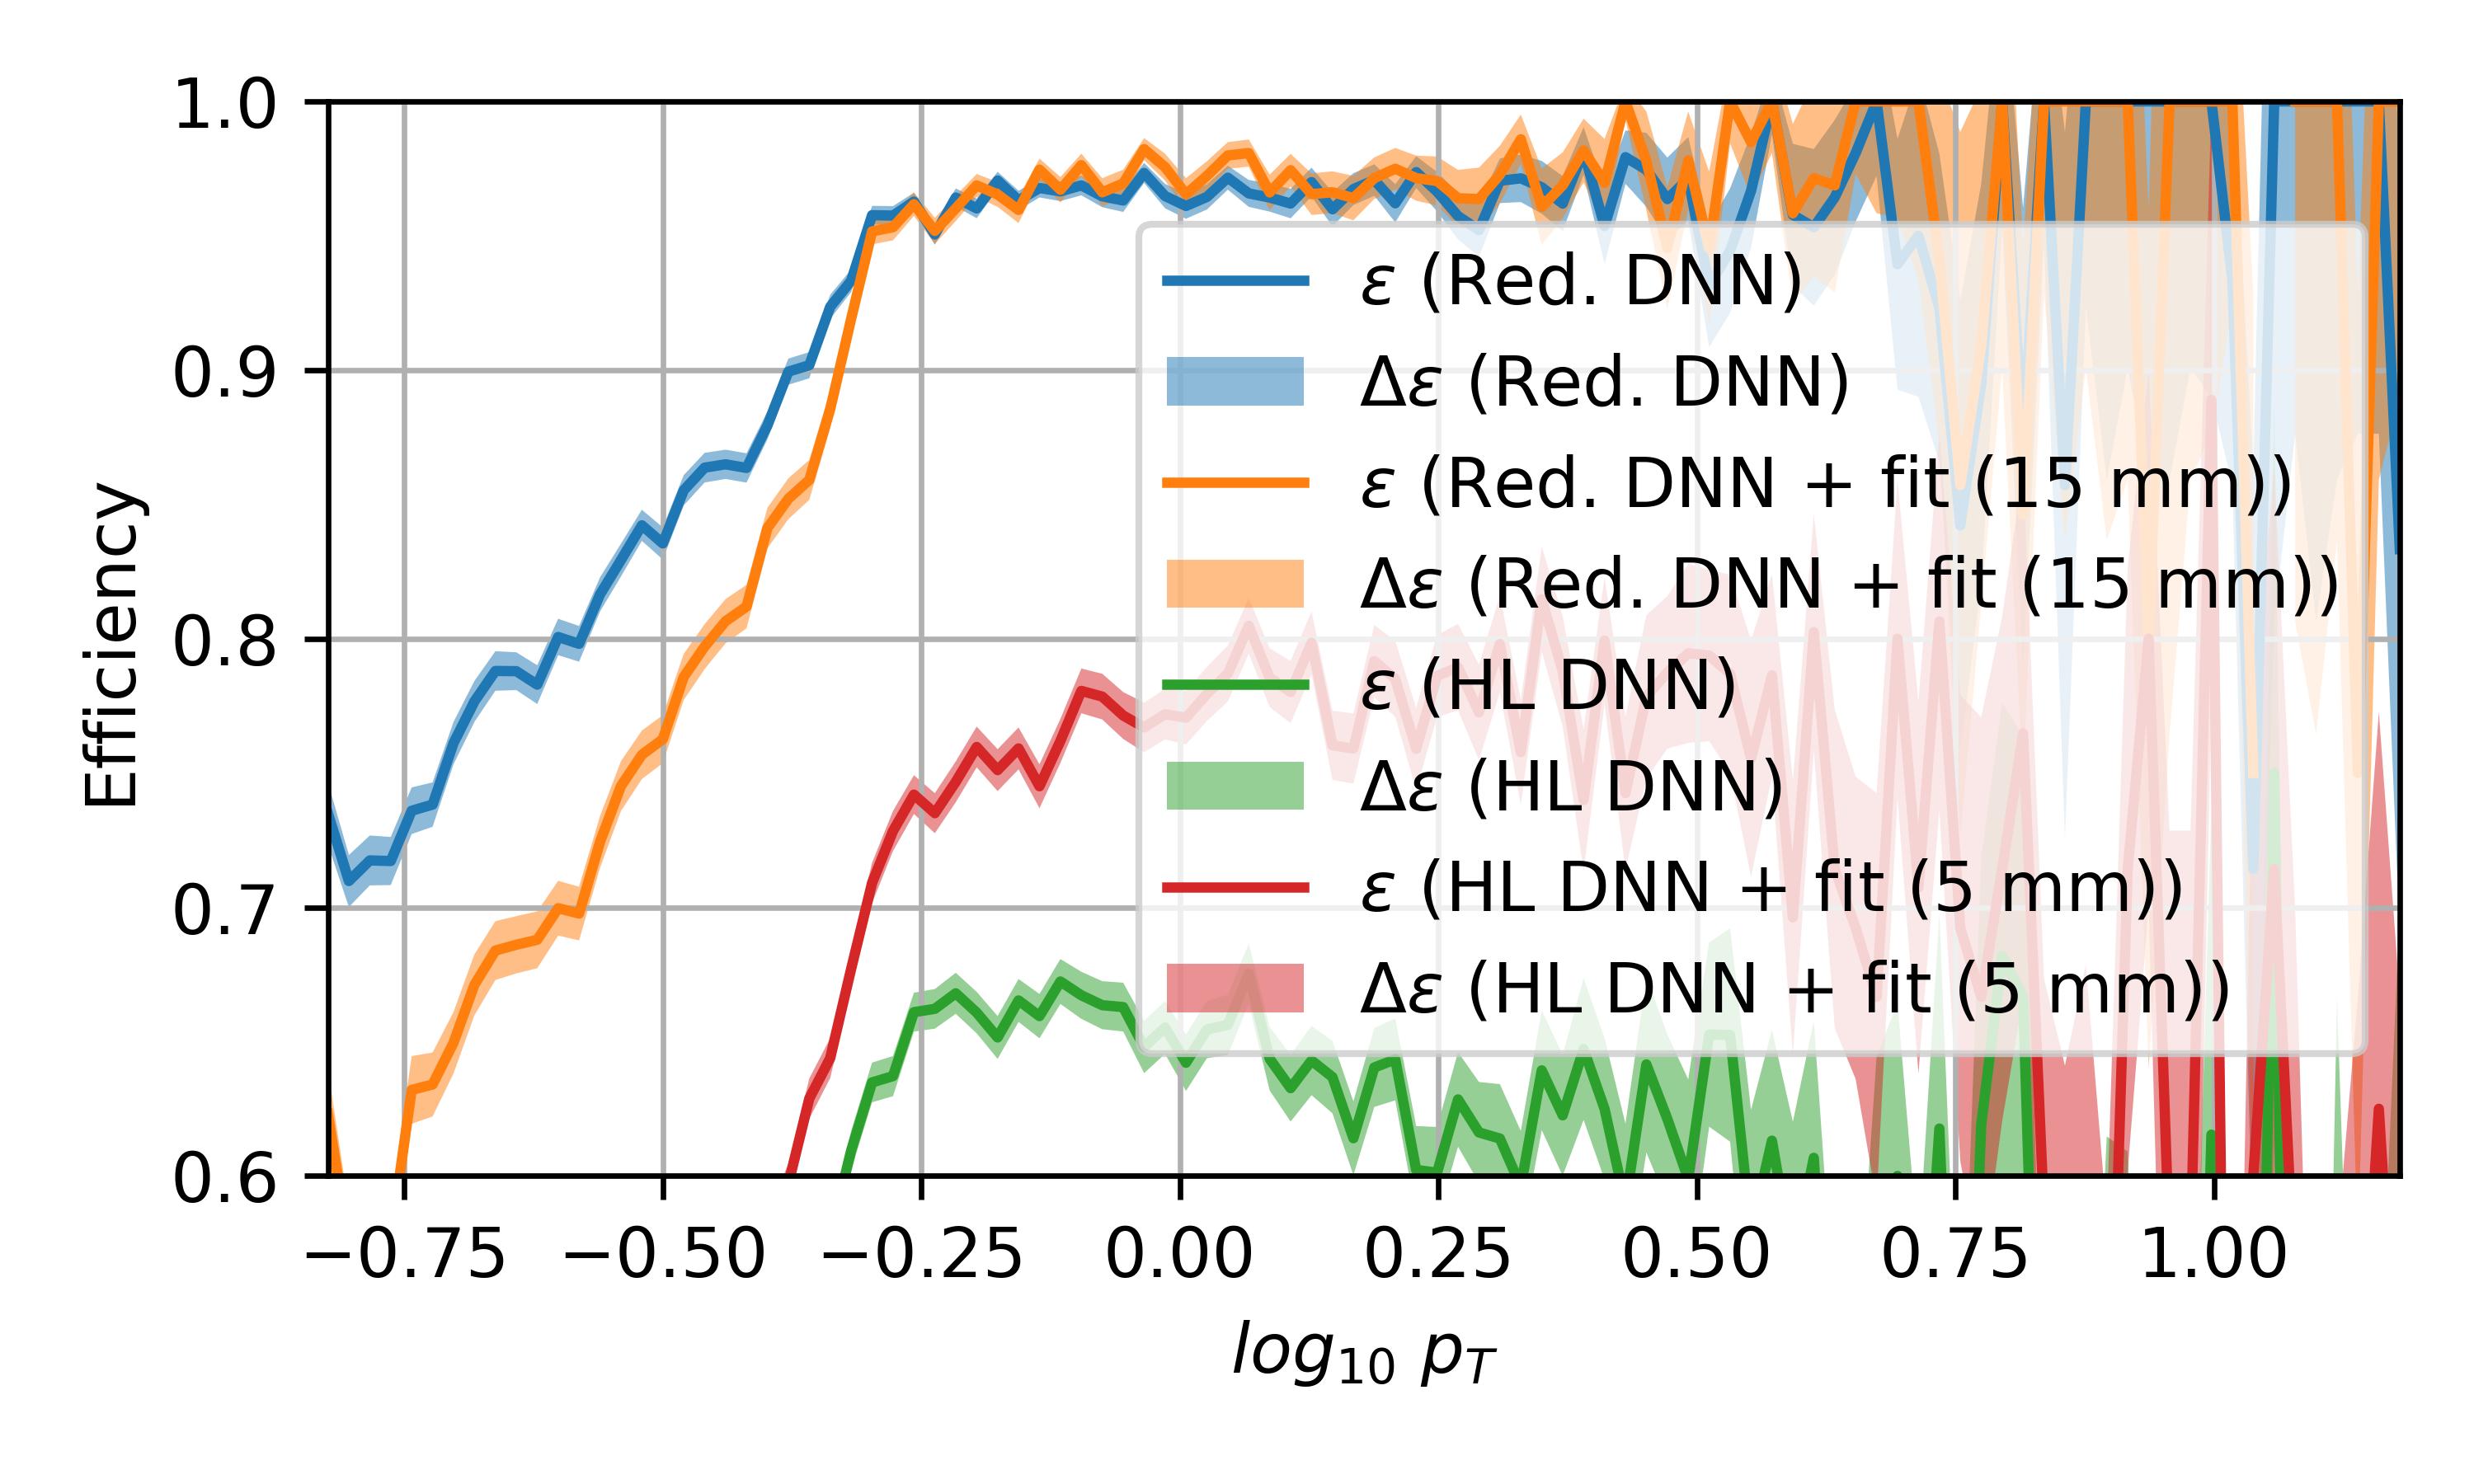 1.0
0.9
0.8
0.7
0.6
Efficiency
ε (Red. DNN)
Δε (Red. DNN)
ε (Red. DNN + fit (15 mm))
Δε (Red. DNN + fit (15 mm))
ε (HL DNN)
Δε (HL DNN)
ε (HL DNN + fit (5 mm))
Δε (HL DNN + fit (5 mm))
−0.75 −0.50 −0.25 0.00 0.25 0.50 0.75 1.00
log₁₀ p_T